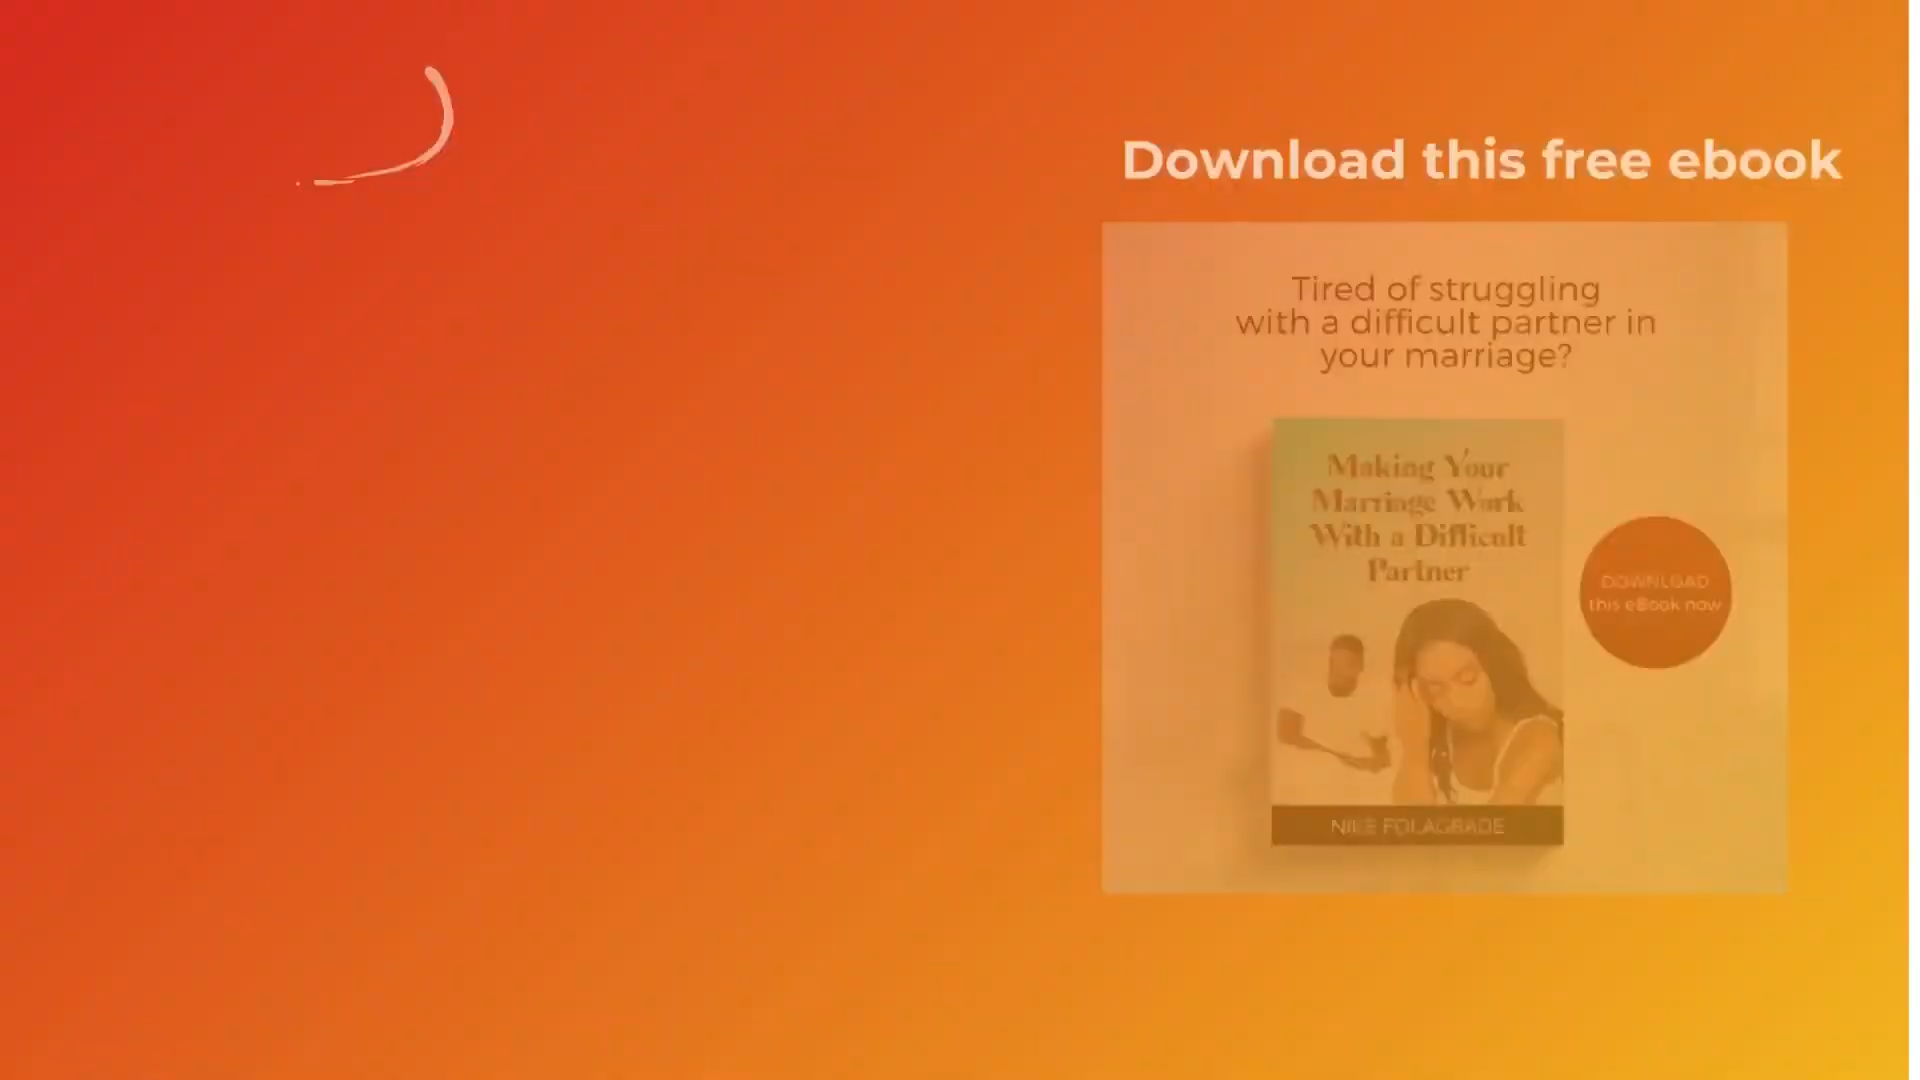 Download this free ebook
Tired of struggling
with a difficult partner in
your marriage?
Making Your
Marriage Work
With a Difficult
Partner
DOWNLOAD
this eBook now
NIKE FOLAGBADE